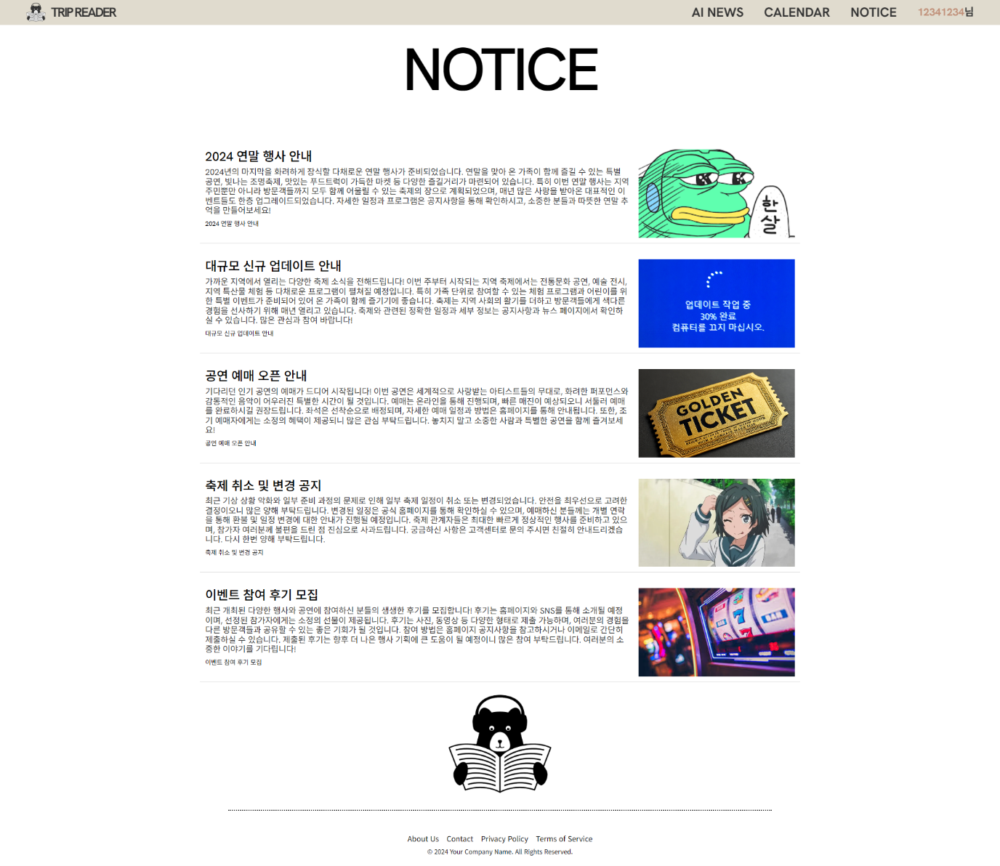 TRIP READER
AI NEWS CALENDAR NOTICE 12341234님
NOTICE
2024 연말 행사 안내
2024년의 마지막을 화려하게 장식할 다채로운 연말 행사가 준비되었습니다. 연말을 맞아 온 가족이 함께 즐길 수 있는 특별
공연, 빛나는 조명축제, 맛있는 푸드트럭이 가득한 마켓 등 다양한 즐길거리가 마련되어 있습니다. 특히 이번 연말 행사는 지역
주민뿐만 아니라 방문객들까지 모두 함께 어울릴 수 있는 축제의 장으로 계획되었으며, 매년 많은 사랑을 받아온 대표적인 이
벤트들도 한층 업그레이드되었습니다. 자세한 일정과 프로그램은 공지사항을 통해 확인하시고, 소중한 분들과 따뜻한 연말 추
억을 만들어보세요!
2024 연말 행사 안내
한
살
대규모 신규 업데이트 안내
가까운 지역에서 열리는 다양한 축제 소식을 전해드립니다! 이번 주부터 시작되는 지역 축제에서는 전통문화 공연, 예술 전시,
지역 특산물 체험 등 다채로운 프로그램이 펼쳐질 예정입니다. 특히 가족 단위로 참여할 수 있는 체험 프로그램과 어린이를 위
한 특별 이벤트가 준비되어 있어 온 가족이 함께 즐기기에 좋습니다. 축제는 지역 사회의 활기를 더하고 방문객들에게 색다른
경험을 선사하기 위해 매년 열리고 있습니다. 축제와 관련된 정확한 일정과 세부 정보는 공지사항과 뉴스 페이지에서 확인하
실 수 있습니다. 많은 관심과 참여 바랍니다!
대규모 신규 업데이트 안내
업데이트 작업 중
30% 완료
컴퓨터를 끄지 마십시오.
공연 예매 오픈 안내
기다리던 인기 공연의 예매가 드디어 시작됩니다! 이번 공연은 세계적으로 사랑받는 아티스트들의 무대로, 화려한 퍼포먼스와
감동적인 음악이 어우러진 특별한 시간이 될 것입니다. 예매는 온라인을 통해 진행되며, 빠른 매진이 예상되오니 서둘러 예매
를 완료하시길 권장드립니다. 좌석은 선착순으로 배정되며, 자세한 예매 일정과 방법은 홈페이지를 통해 안내됩니다. 또한, 조
기 예매자에게는 소정의 혜택이 제공되니 많은 관심 부탁드립니다. 놓치지 말고 소중한 사람과 특별한 공연을 함께 즐겨보세
요!
공연 예매 오픈 안내
GOLDEN
TICKET
축제 취소 및 변경 공지
최근 기상 상황 악화와 일부 준비 과정의 문제로 인해 일부 축제 일정이 취소 또는 변경되었습니다. 안전을 최우선으로 고려한
결정이오니 많은 양해 부탁드립니다. 변경된 일정은 공식 홈페이지를 통해 확인하실 수 있으며, 예매하신 분들께는 개별 연락
을 통해 환불 및 일정 변경에 대한 안내가 진행될 예정입니다. 축제 관계자들은 최대한 빠르게 정상적인 행사를 준비하고 있으
며, 참가자 여러분께 불편을 드린 점 진심으로 사과드립니다. 궁금하신 사항은 고객센터로 문의 주시면 친절히 안내드리겠습
니다. 다시 한번 양해 부탁드립니다.
축제 취소 및 변경 공지
이벤트 참여 후기 모집
최근 개최된 다양한 행사와 공연에 참여하신 분들의 생생한 후기를 모집합니다! 후기는 홈페이지와 SNS를 통해 소개될 예정
이며, 선정된 참가자에게는 소정의 선물이 제공됩니다. 후기는 사진, 동영상 등 다양한 형태로 제출 가능하며, 여러분의 경험을
다른 방문객들과 공유할 수 있는 좋은 기회가 될 것입니다. 참여 방법은 홈페이지 공지사항을 참고하시거나 이메일로 간단히
제출하실 수 있습니다. 제출된 후기는 향후 더 나은 행사 기획에 큰 도움이 될 예정이니 많은 참여 부탁드립니다. 여러분의 소
중한 이야기를 기다립니다!
이벤트 참여 후기 모집
7
About Us Contact Privacy Policy Terms of Service
© 2024 Your Company Name. All Rights Reserved.